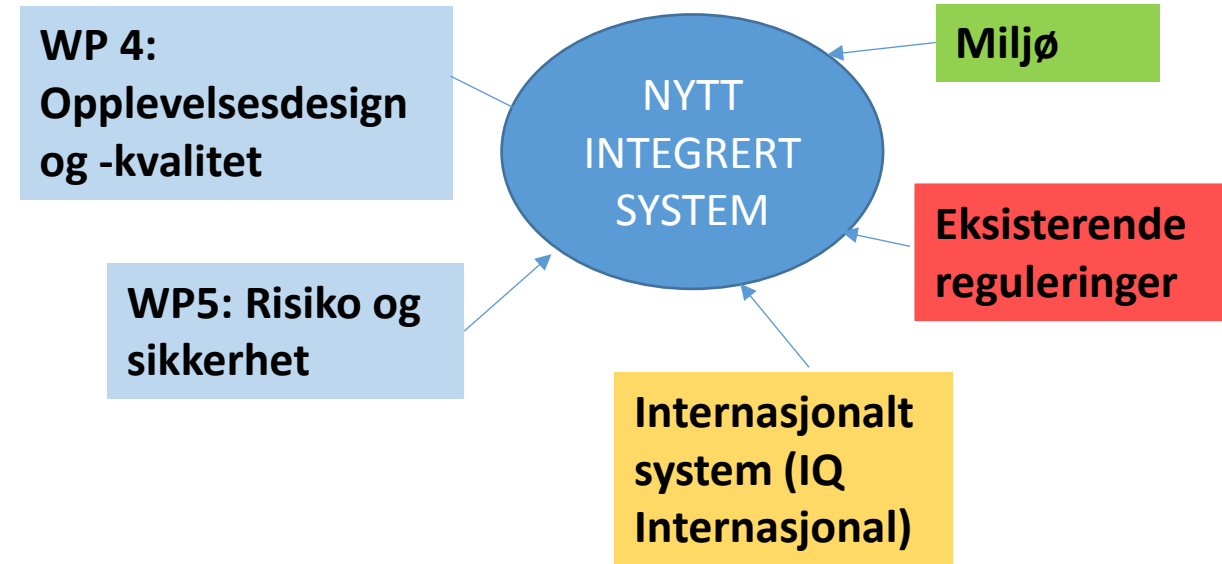 WP 4:
Opplevelsesdesign
og -kvalitet
NYTT
INTEGRERT
SYSTEM
Miljø
Eksisterende
reguleringer
WP5: Risiko og
sikkerhet
Internasjonalt
system (IQ
Internasjonal)